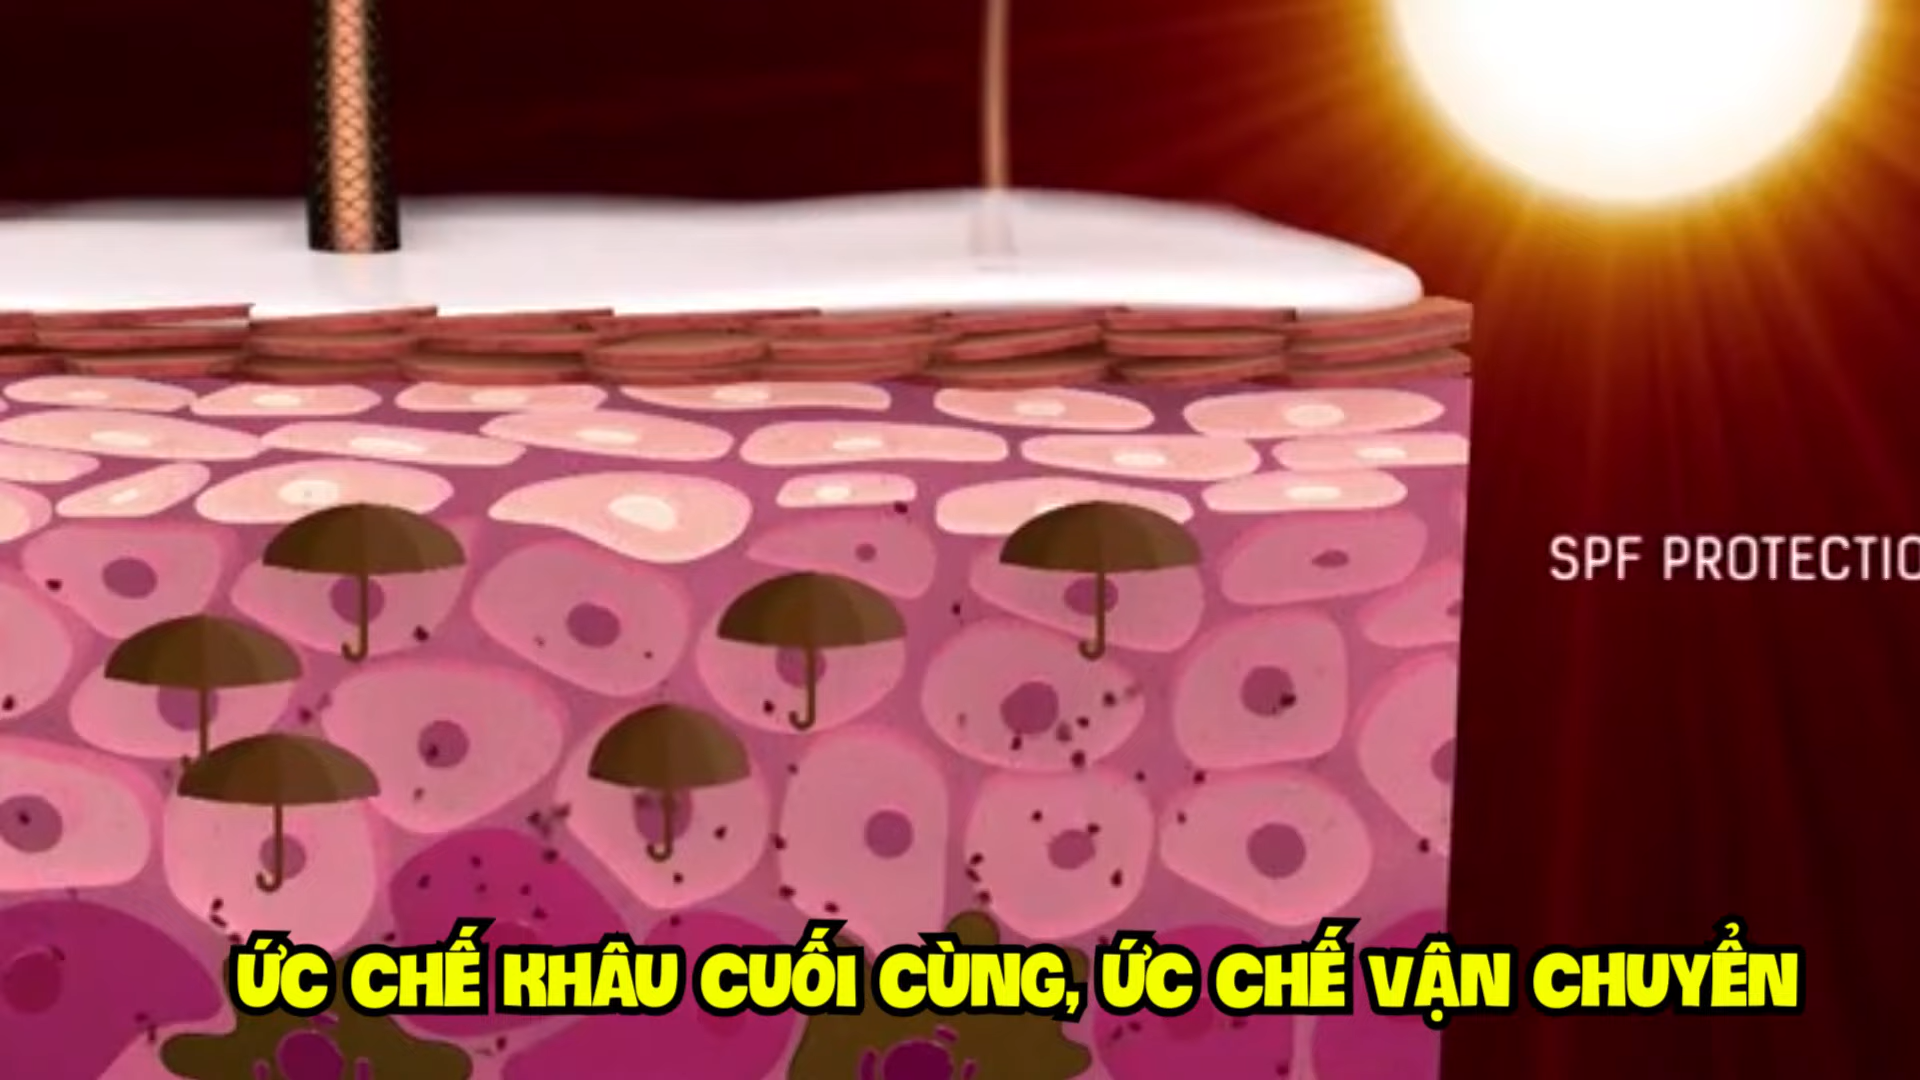 SPF PROTECTIO
ỨC CHẾ KHÂU CUỐI CÙNG, ỨC CHẾ VẬN CHUYỂN